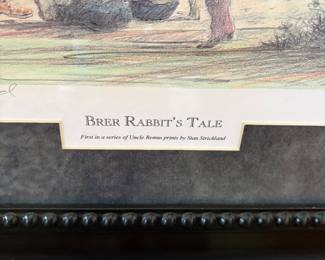 BRER RABBIT'S TALE
First in a series of Uncle Remus prints by Stan Strickland